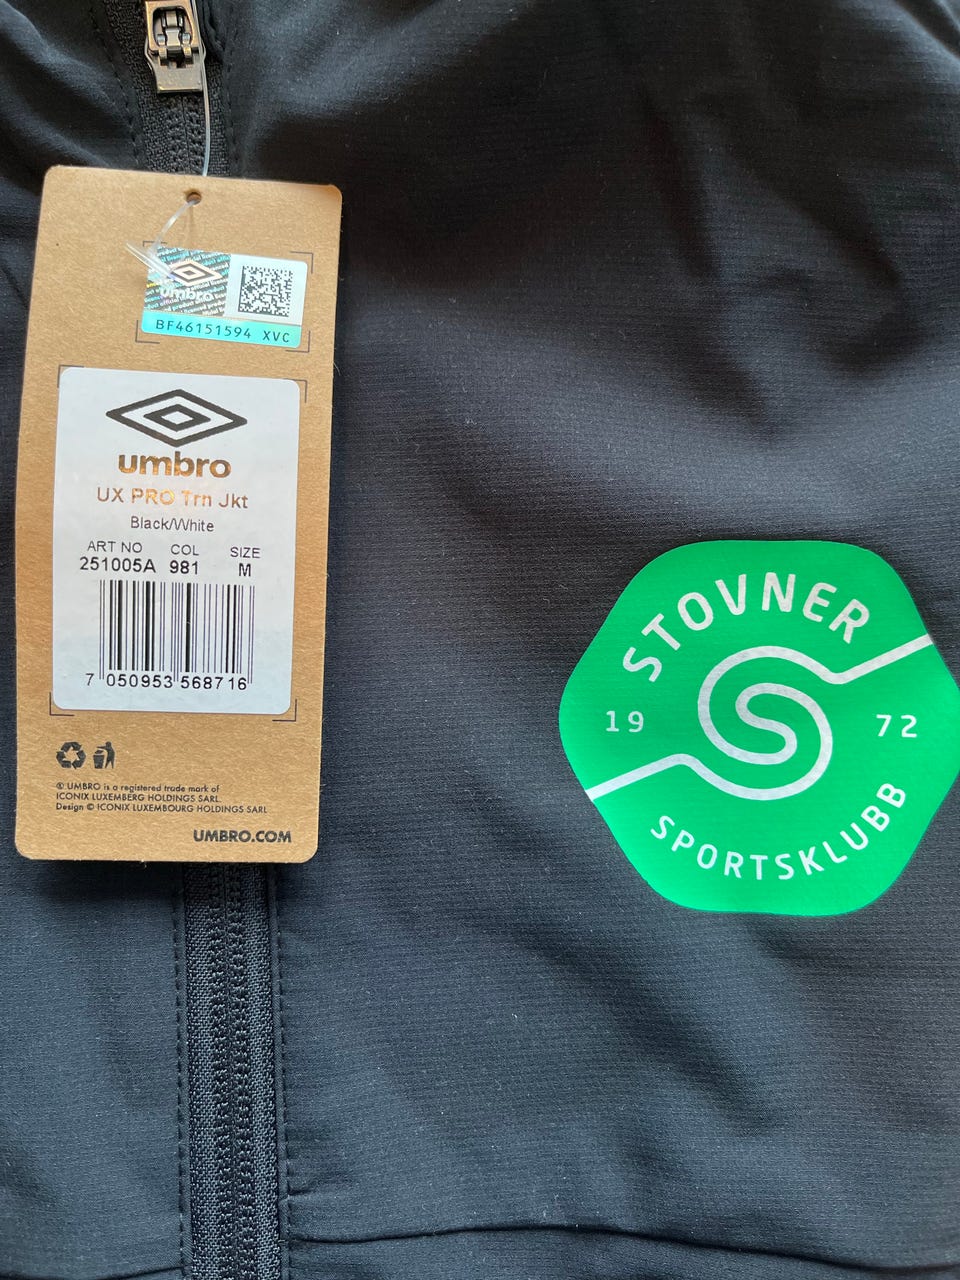 umbro
BF46151594 XVC
umbro
UX PRO Trn Jkt
Black/White
ART NO COL SIZE
251005A 981 M
7 050953 568716
® UMBRO is a registered trade mark of
ICONIX LUXEMBERG HOLDINGS SARL.
Design © ICONIX LUXEMBOURG HOLDINGS SARL
UMBRO.COM
STOVNER
19 72
SPORTSKLUBB